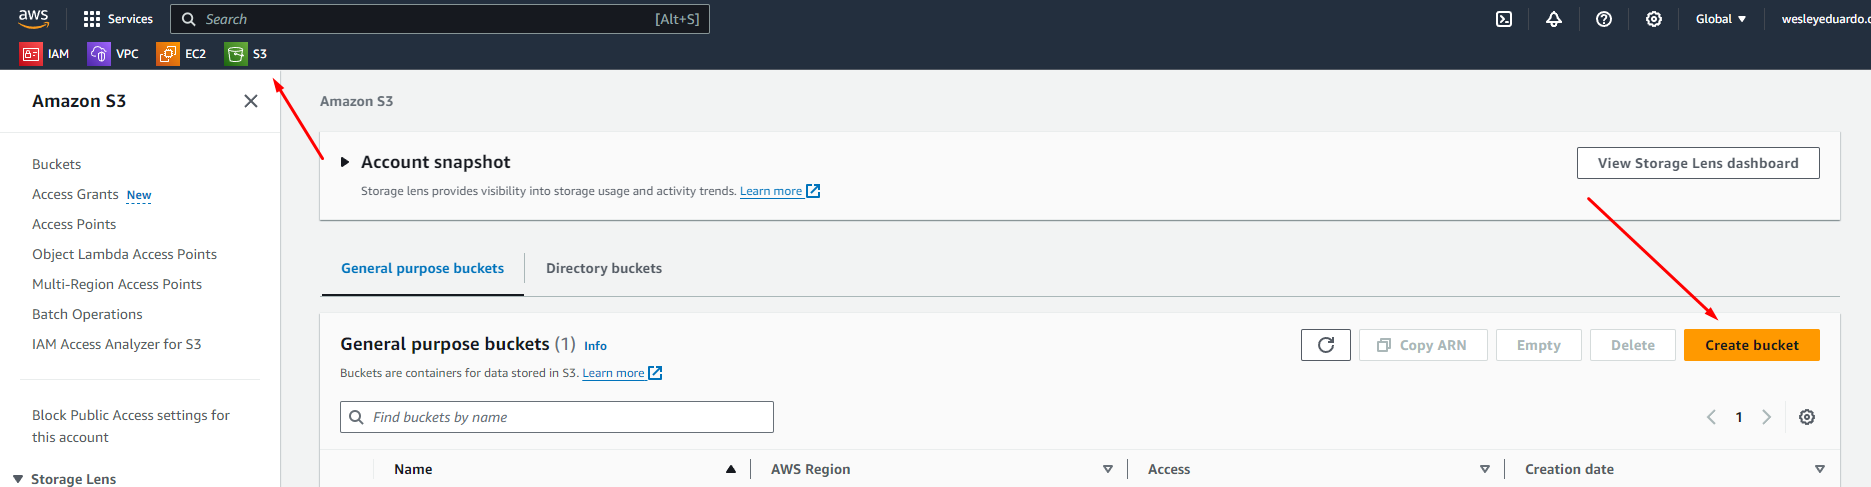 aws
Services
Search
[Alt+S]
Global
wesleyeduardo.
IAM
VPC
EC2
S3
Amazon S3
Buckets
Access Grants New
Access Points
Object Lambda Access Points
Multi-Region Access Points
Batch Operations
IAM Access Analyzer for S3
Block Public Access settings for
this account
Storage Lens
Amazon S3
Account snapshot
View Storage Lens dashboard
Storage lens provides visibility into storage usage and activity trends. Learn more
General purpose buckets
Directory buckets
General purpose buckets (1) Info
Copy ARN
Empty
Delete
Create bucket
Buckets are containers for data stored in S3. Learn more
Find buckets by name
1
Name
AWS Region
Access
Creation date